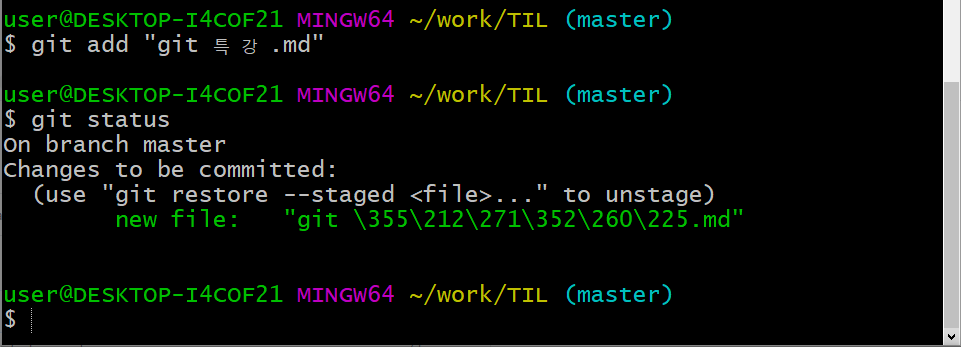 user@DESKTOP-I4COF21 MINGW64 ~/work/TIL (master)
$ git add "git 특강.md"
user@DESKTOP-I4COF21 MINGW64 ~/work/TIL (master)
$ git status
On branch master
Changes to be committed:
(use "git restore --staged <file>..." to unstage)
new file: "git \355\212\271\352\260\225.md"
user@DESKTOP-I4COF21 MINGW64 ~/work/TIL (master)
$